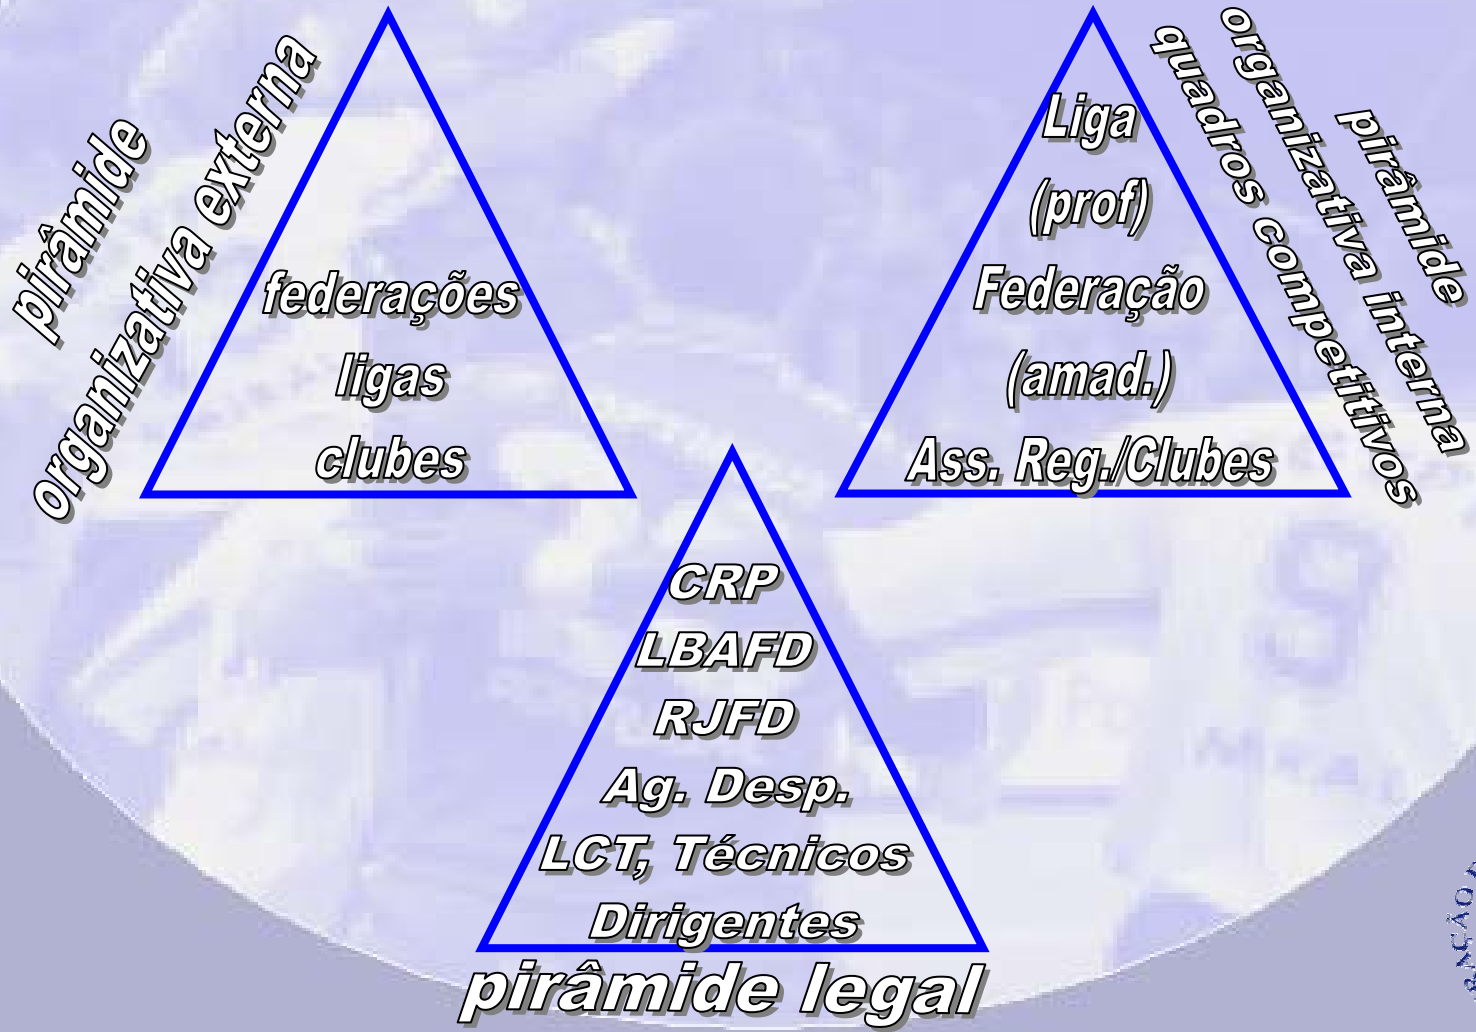 pirâmide
organizativa externa
federações
ligas
clubes
Liga
(prof)
Federação
(amad.)
Ass. Reg./Clubes
pirâmide
organizativa interna
quadros competitivos
CRP
LBAFD
RJFD
Ag. Desp.
LCT, Técnicos
Dirigentes
pirâmide legal